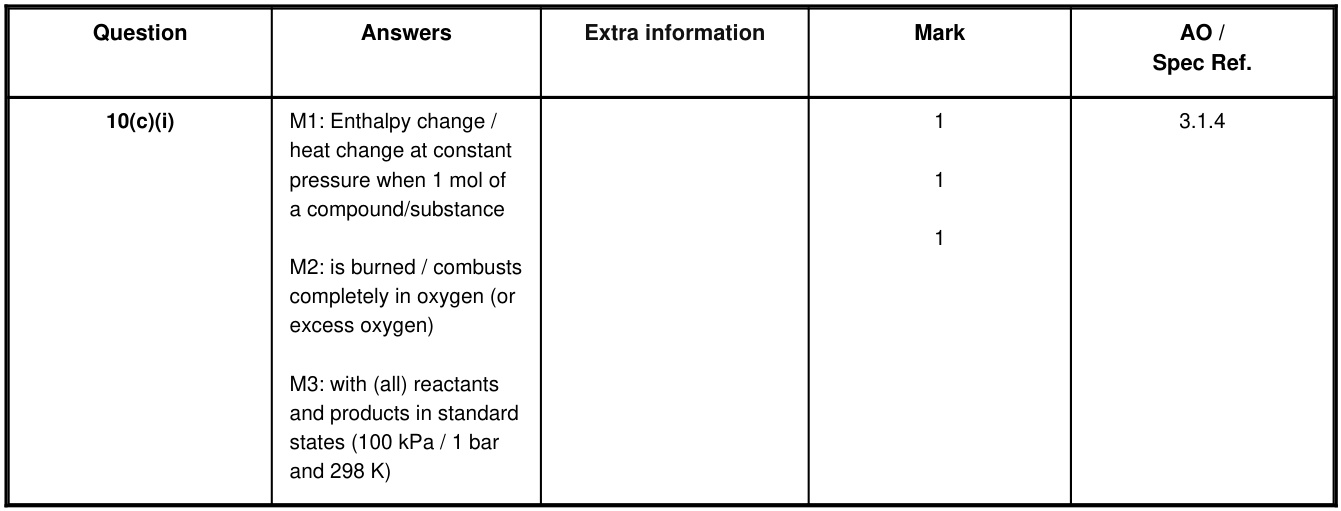 Question Answers Extra information Mark AO /
Spec Ref.
10(c)(i) M1: Enthalpy change / 1 3.1.4
heat change at constant
pressure when 1 mol of 1
a compound/substance
1
M2: is burned / combusts
completely in oxygen (or
excess oxygen)
M3: with (all) reactants
and products in standard
states (100 kPa / 1 bar
and 298 K)